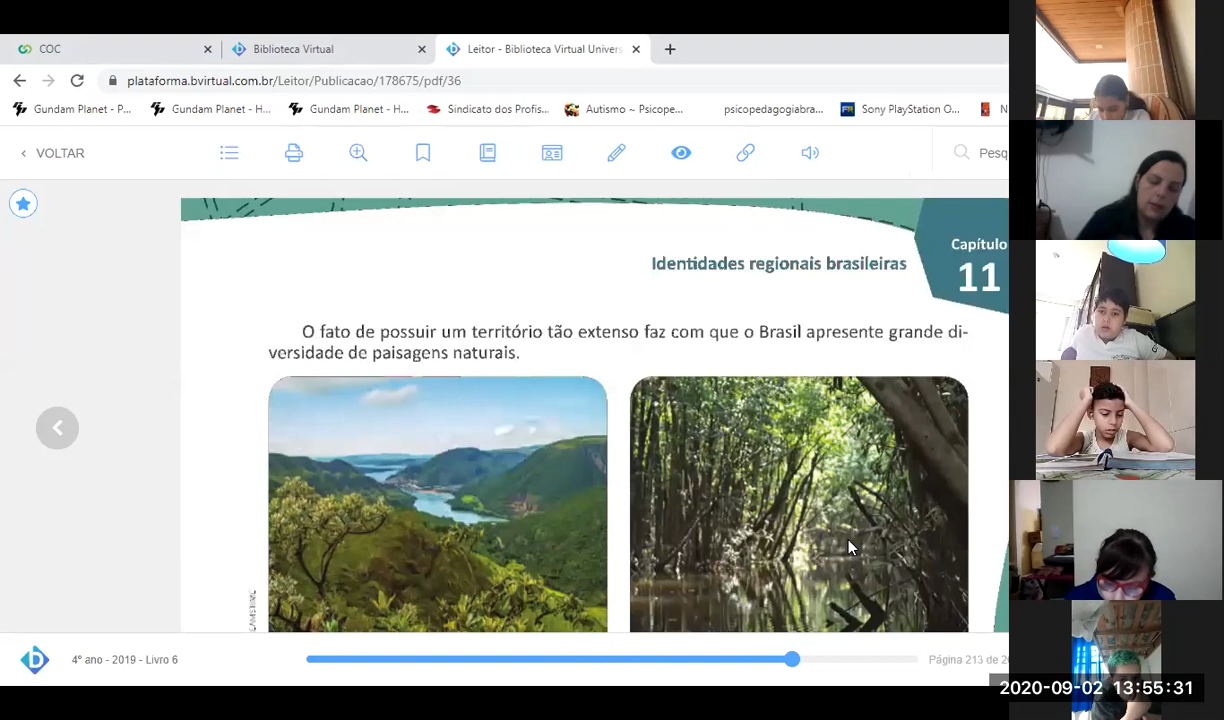 COC
Biblioteca Virtual
Leitor - Biblioteca Virtual Univers
plataforma.bvirtual.com.br/Leitor/Publicacao/178675/pdf/36
Gundam Planet - P...
Gundam Planet - H...
Gundam Planet - H...
Sindicato dos Profis...
Autismo ~ Psicope...
psicopedagogiabra...
Sony PlayStation O...
N
VOLTAR
Pesq
Identidades regionais brasileiras
Capítulo
11
O fato de possuir um território tão extenso faz com que o Brasil apresente grande di-
versidade de paisagens naturais.
4º ano - 2019 - Livro 6
Página 213 de
2020-09-02 13:55:31